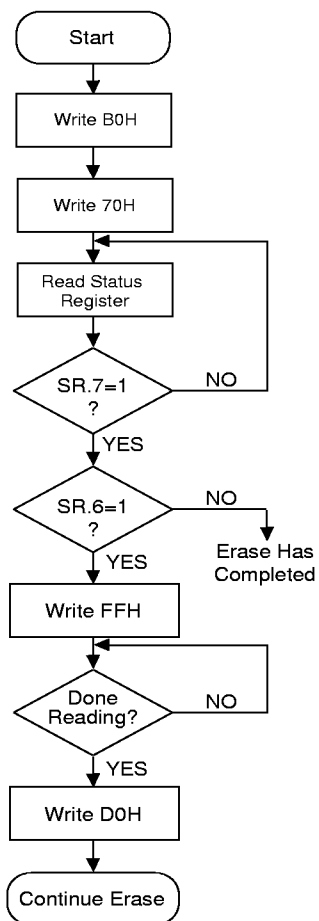 Start
Write B0H
Write 70H
Read Status
Register
SR.7=1
?
NO
YES
SR.6=1
?
NO
Erase Has
Completed
YES
Write FFH
Done
Reading?
NO
YES
Write D0H
Continue Erase